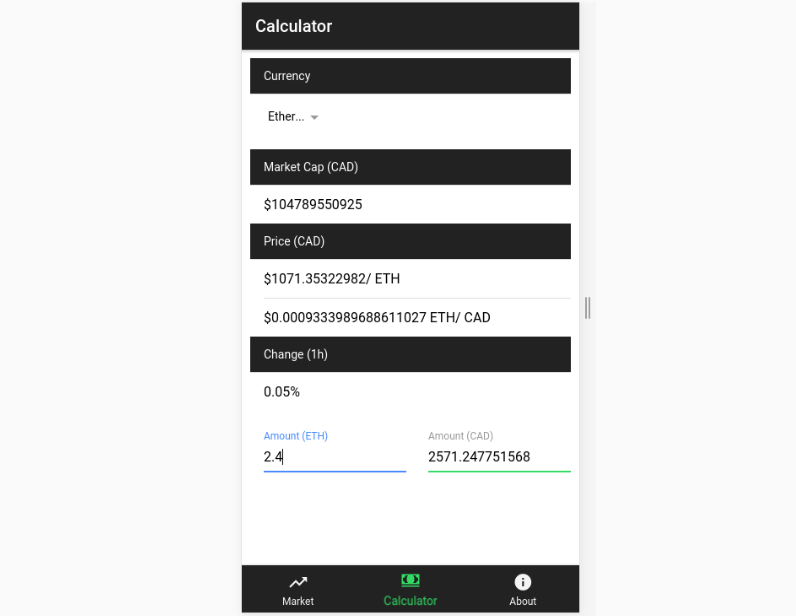 Calculator
Currency
Ether...
Market Cap (CAD)
$104789550925
Price (CAD)
$1071.35322982/ ETH
$0.0009333989688611027 ETH/ CAD
Change (1h)
0.05%
Amount (ETH) Amount (CAD)
2.4 2571.247751568
Market Calculator About